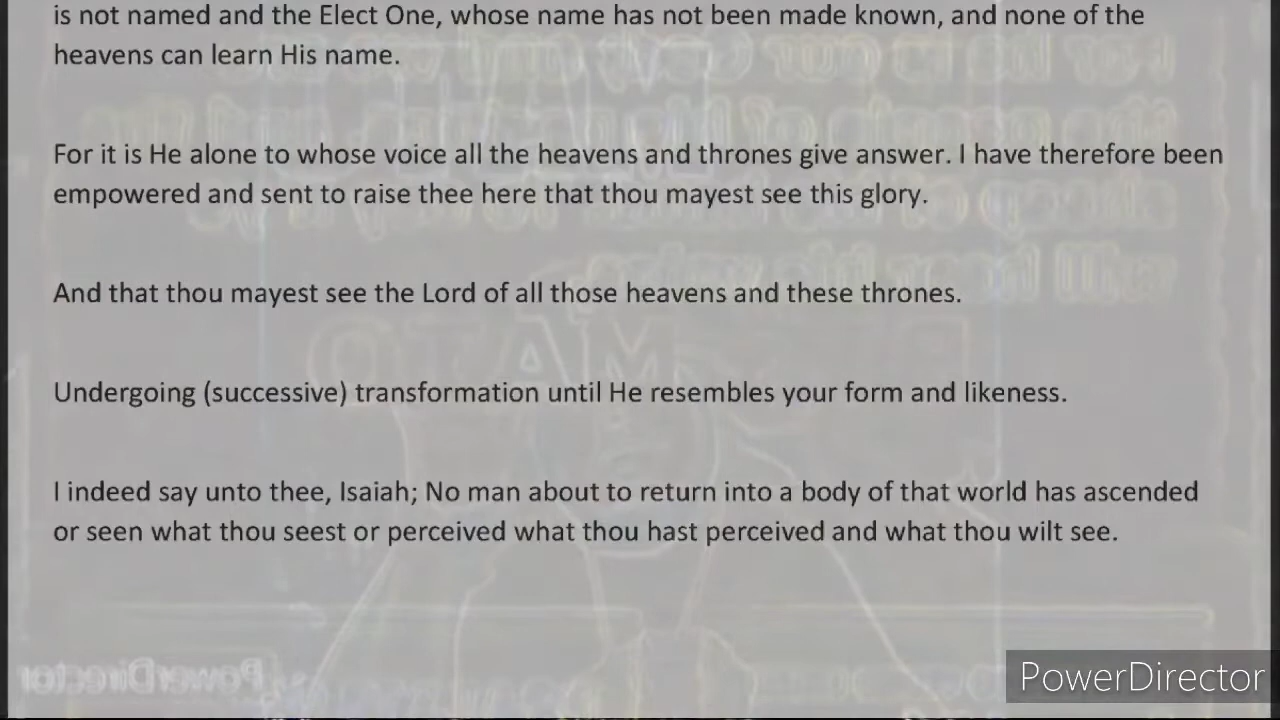 is not named and the Elect One, whose name has not been made known, and none of the
heavens can learn His name.
For it is He alone to whose voice all the heavens and thrones give answer. I have therefore been
empowered and sent to raise thee here that thou mayest see this glory.
And that thou mayest see the Lord of all those heavens and these thrones.
Undergoing (successive) transformation until He resembles your form and likeness.
I indeed say unto thee, Isaiah; No man about to return into a body of that world has ascended
or seen what thou seest or perceived what thou hast perceived and what thou wilt see.
PowerDirector
PowerDirector